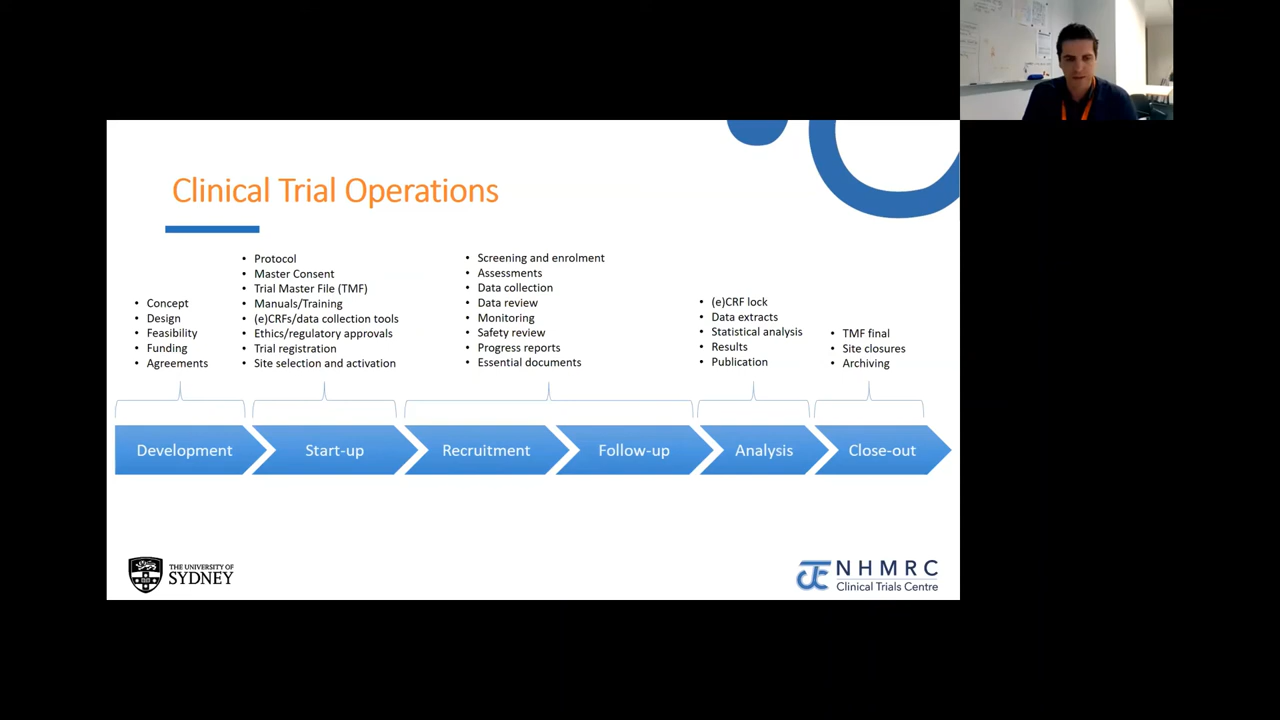 Clinical Trial Operations
• Concept
• Design
• Feasibility
• Funding
• Agreements
• Protocol
• Master Consent
• Trial Master File (TMF)
• Manuals/Training
• (e)CRFs/data collection tools
• Ethics/regulatory approvals
• Trial registration
• Site selection and activation
• Screening and enrolment
• Assessments
• Data collection
• Data review
• Monitoring
• Safety review
• Progress reports
• Essential documents
• (e)CRF lock
• Data extracts
• Statistical analysis
• Results
• Publication
• TMF final
• Site closures
• Archiving
Development
Start-up
Recruitment
Follow-up
Analysis
Close-out
THE UNIVERSITY OF
SYDNEY
NHMRC
Clinical Trials Centre